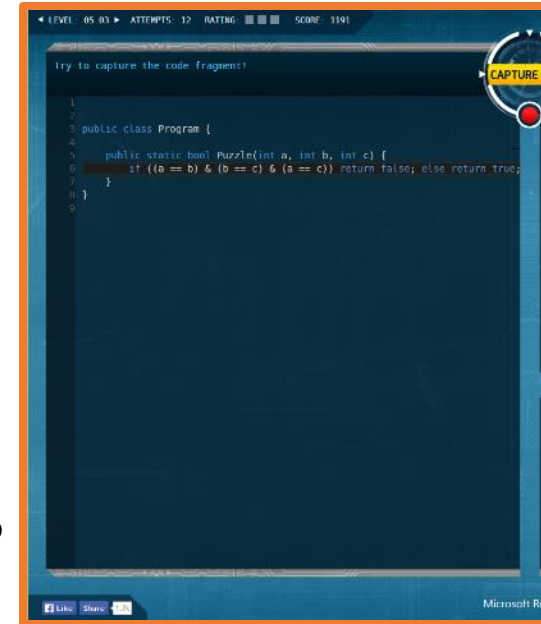 LEVEL: 05.03 ATTEMPTS: 12 RATING: SCORE: 1191
Try to capture the code fragment!
CAPTURE
1
2
3 public class Program {
4
5 public static bool Puzzle(int a, int b, int c) {
6 if ((a == b) & (b == c) & (a == c)) return false; else return true;
7 }
8 }
9
Like Share 1.7k
Microsoft